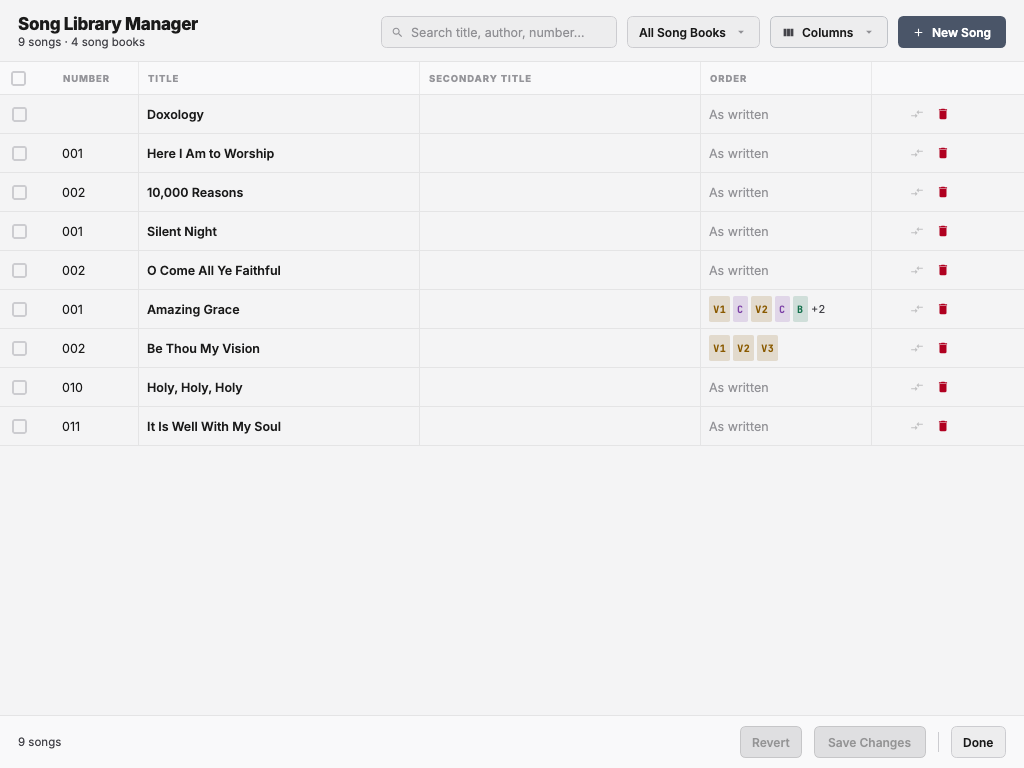 Song Library Manager
9 songs · 4 song books
Search title, author, number...
All Song Books
Columns
+ New Song
NUMBER TITLE SECONDARY TITLE ORDER
Doxology As written
001 Here I Am to Worship As written
002 10,000 Reasons As written
001 Silent Night As written
002 O Come All Ye Faithful As written
001 Amazing Grace V1 C V2 C B +2
002 Be Thou My Vision V1 V2 V3
010 Holy, Holy, Holy As written
011 It Is Well With My Soul As written
9 songs
Revert
Save Changes
Done